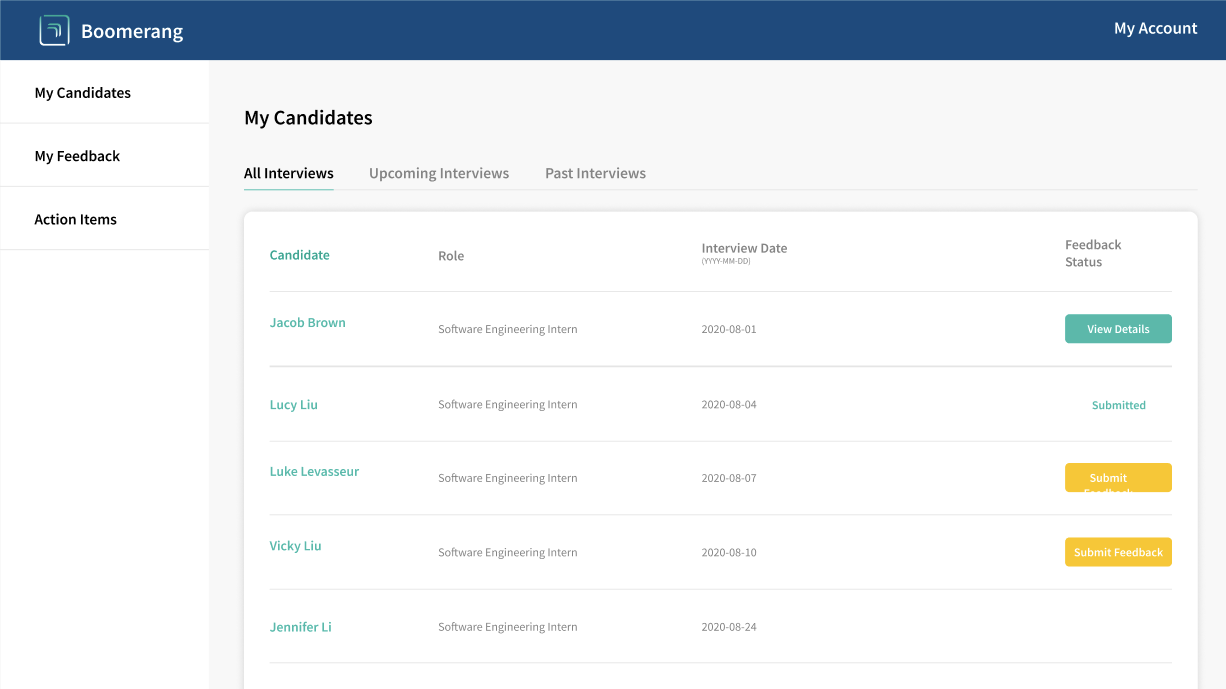 Boomerang
My Account
My Candidates
My Feedback
Action Items
My Candidates
All Interviews Upcoming Interviews Past Interviews
Candidate Role Interview Date Feedback
(YYYY-MM-DD) Status
Jacob Brown Software Engineering Intern 2020-08-01 View Details
Lucy Liu Software Engineering Intern 2020-08-04 Submitted
Luke Levasseur Software Engineering Intern 2020-08-07 Submit
Feedback
Vicky Liu Software Engineering Intern 2020-08-10 Submit Feedback
Jennifer Li Software Engineering Intern 2020-08-24